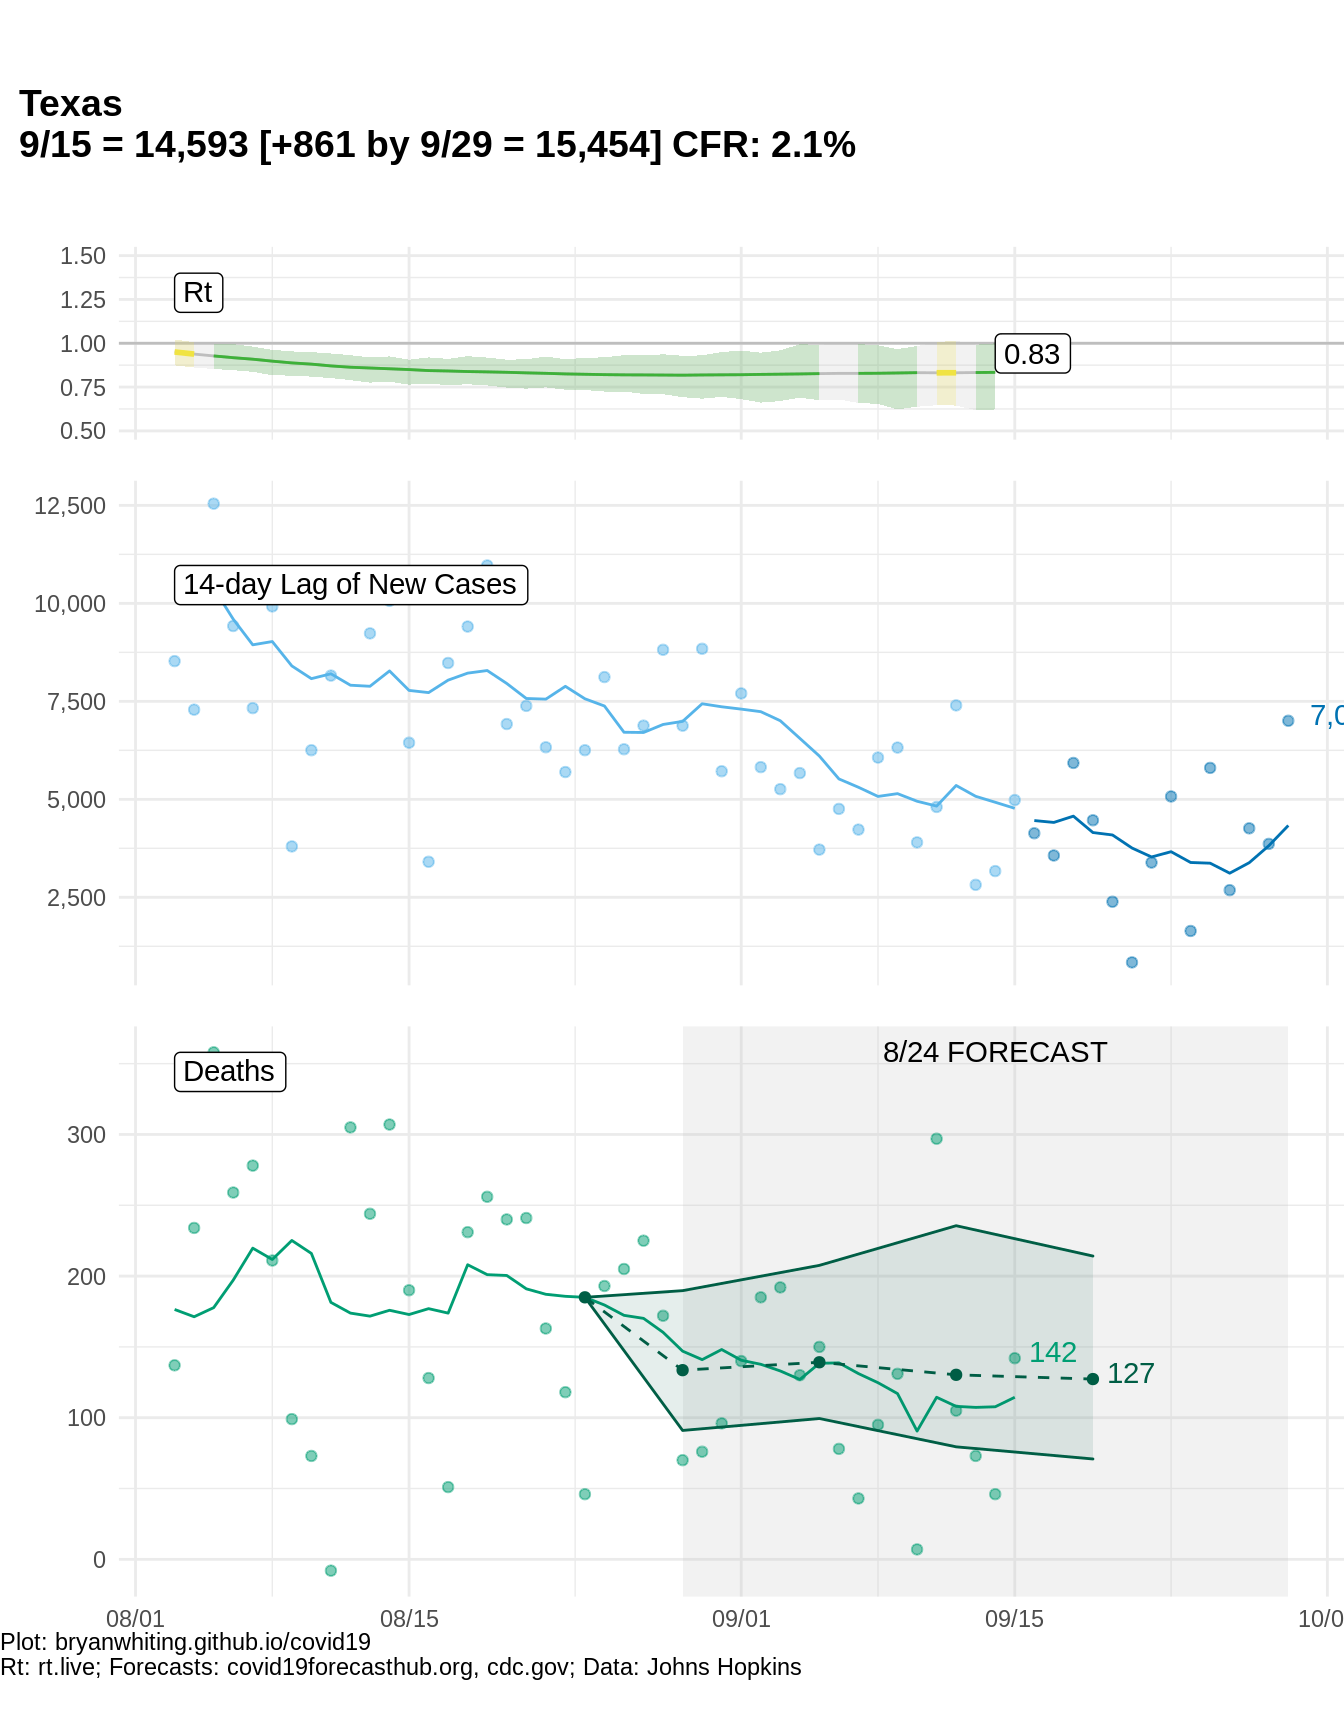 Texas
9/15 = 14,593 [+861 by 9/29 = 15,454] CFR: 2.1%
1.50
Rt
1.25
1.00
0.83
0.75
0.50
12,500
14-day Lag of New Cases
10,000
7,500
7,0
5,000
2,500
8/24 FORECAST
Deaths
300
200
142
127
100
0
08/01 08/15 09/01 09/15 10/0
Plot: bryanwhiting.github.io/covid19
Rt: rt.live; Forecasts: covid19forecasthub.org, cdc.gov; Data: Johns Hopkins